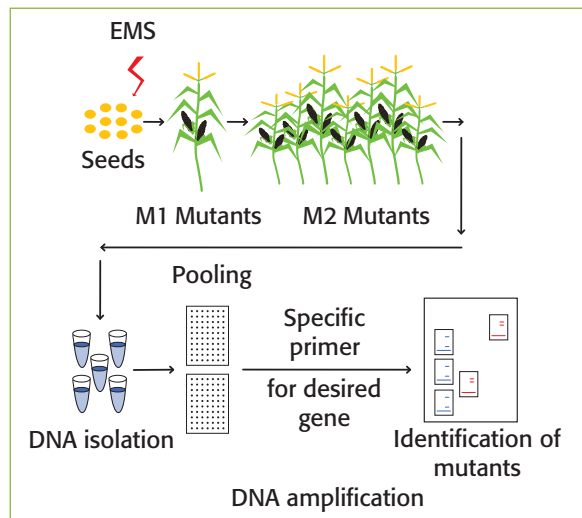 EMS
Seeds
M1 Mutants
M2 Mutants
Pooling
Specific
primer
for desired
gene
DNA isolation
Identification of
mutants
DNA amplification